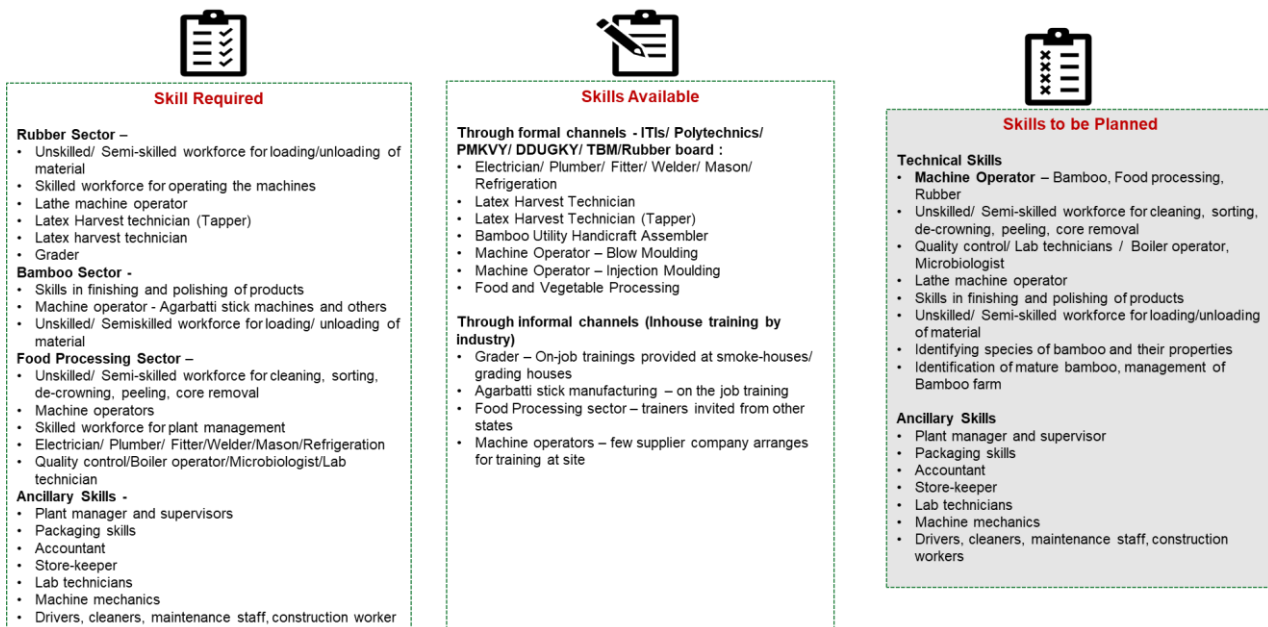 Skill Required
Rubber Sector –
• Unskilled/ Semi-skilled workforce for loading/unloading of
material
• Skilled workforce for operating the machines
• Lathe machine operator
• Latex Harvest technician (Tapper)
• Latex harvest technician
• Grader
Bamboo Sector -
• Skills in finishing and polishing of products
• Machine operator - Agarbatti stick machines and others
• Unskilled/ Semiskilled workforce for loading/ unloading of
material
Food Processing Sector –
• Unskilled/ Semi-skilled workforce for cleaning, sorting,
de-crowning, peeling, core removal
• Machine operators
• Skilled workforce for plant management
• Electrician/ Plumber/ Fitter/Welder/Mason/Refrigeration
• Quality control/Boiler operator/Microbiologist/Lab
technician
Ancillary Skills -
• Plant manager and supervisors
• Packaging skills
• Accountant
• Store-keeper
• Lab technicians
• Machine mechanics
• Drivers, cleaners, maintenance staff, construction worker
Skills Available
Through formal channels - ITIs/ Polytechnics/
PMKVY/ DDUGKY/ TBM/Rubber board :
• Electrician/ Plumber/ Fitter/ Welder/ Mason/
Refrigeration
• Latex Harvest Technician
• Latex Harvest Technician (Tapper)
• Bamboo Utility Handicraft Assembler
• Machine Operator – Blow Moulding
• Machine Operator – Injection Moulding
• Food and Vegetable Processing
Through informal channels (Inhouse training by
industry)
• Grader – On-job trainings provided at smoke-houses/
grading houses
• Agarbatti stick manufacturing – on the job training
• Food Processing sector – trainers invited from other
states
• Machine operators – few supplier company arranges
for training at site
Skills to be Planned
Technical Skills
• Machine Operator – Bamboo, Food processing,
Rubber
• Unskilled/ Semi-skilled workforce for cleaning, sorting,
de-crowning, peeling, core removal
• Quality control/ Lab technicians / Boiler operator,
Microbiologist
• Lathe machine operator
• Skills in finishing and polishing of products
• Unskilled/ Semi-skilled workforce for loading/unloading
of material
• Identifying species of bamboo and their properties
• Identification of mature bamboo, management of
Bamboo farm
Ancillary Skills
• Plant manager and supervisor
• Packaging skills
• Accountant
• Store-keeper
• Lab technicians
• Machine mechanics
• Drivers, cleaners, maintenance staff, construction
workers